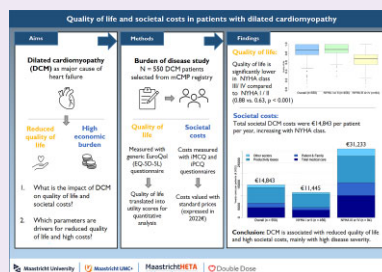 Quality of life and societal costs in patients with dilated cardiomyopathy
Aims
Dilated cardiomyopathy
(DCM) as major cause of
heart failure
Reduced
quality of
life
High
economic
burden
1. What is the impact of DCM
on quality of life and
societal costs?
2. Which parameters are
drivers for reduced quality
of life and high costs?
Methods
Burden of disease study
N = 550 DCM patients
selected from mCMP registry
Quality
of life
Measured with
generic EuroQol
(EQ-5D-5L)
questionnaire
Quality of life
translated into
utility scores for
quantitative
analysis
Societal
costs
Costs measured
with iMCQ and
iPCQ
questionnaires
Costs valued with
standard prices
(expressed in
2022€)
Findings
Quality of life:
Quality of life is
significantly lower
in NYHA class
III/ IV compared
to NYHA I / II
(0.88 vs. 0.63, p < 0.001)
Societal costs:
Total societal DCM costs were €14,843 per patient
per year, increasing with NYHA class.
€14,843
€11,445
€31,233
Conclusion: DCM is associated with reduced quality of life
and high societal costs, mainly with high disease severity.
Maastricht University
Maastricht UMC+
MaastrichtHETA
Double Dose